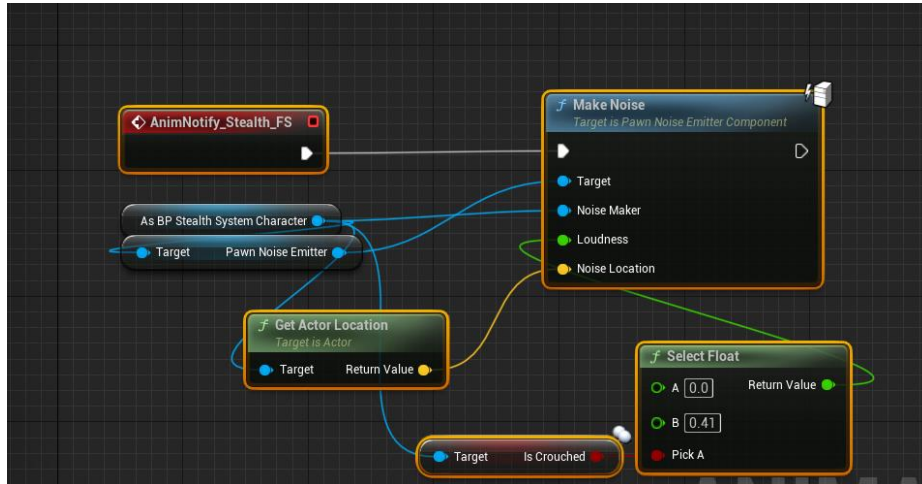 AnimNotify_Stealth_FS
f Make Noise
Target is Pawn Noise Emitter Component
Target
As BP Stealth System Character
Noise Maker
Target Pawn Noise Emitter
Loudness
Noise Location
f Get Actor Location
Target is Actor
Target Return Value
f Select Float
A 0.0 Return Value
B 0.41
Target Is Crouched
Pick A